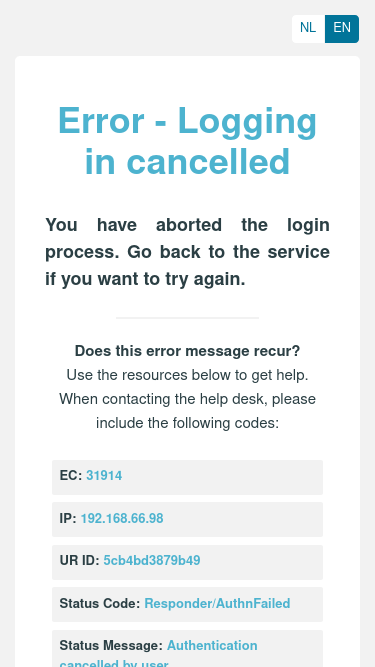 NL EN
Error - Logging
in cancelled
You have aborted the login
process. Go back to the service
if you want to try again.
Does this error message recur?
Use the resources below to get help.
When contacting the help desk, please
include the following codes:
EC: 31914
IP: 192.168.66.98
UR ID: 5cb4bd3879b49
Status Code: Responder/AuthnFailed
Status Message: Authentication
cancelled by user